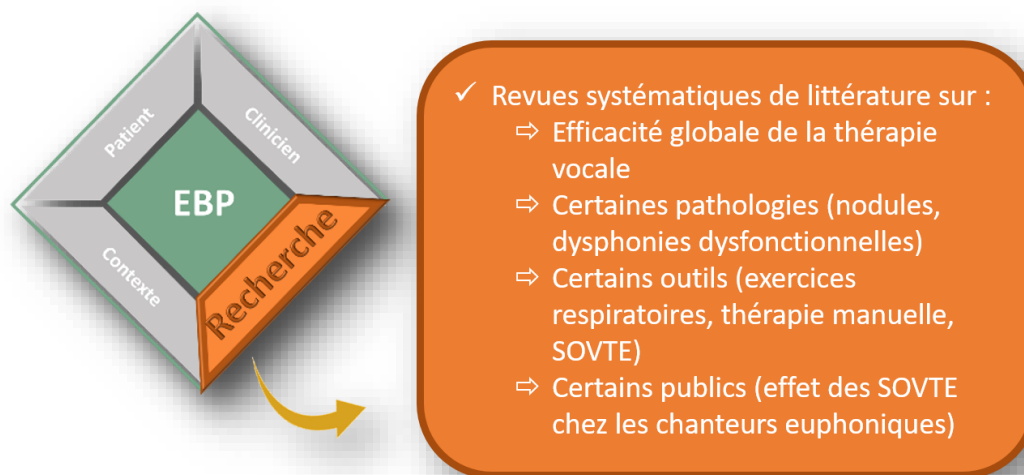 Patient
Clinicien
EBP
Contexte
Recherche
✓ Revues systématiques de littérature sur :
⇨ Efficacité globale de la thérapie
vocale
⇨ Certaines pathologies (nodules,
dysphonies dysfonctionnelles)
⇨ Certains outils (exercices
respiratoires, thérapie manuelle,
SOVTE)
⇨ Certains publics (effet des SOVTE
chez les chanteurs euphoniques)